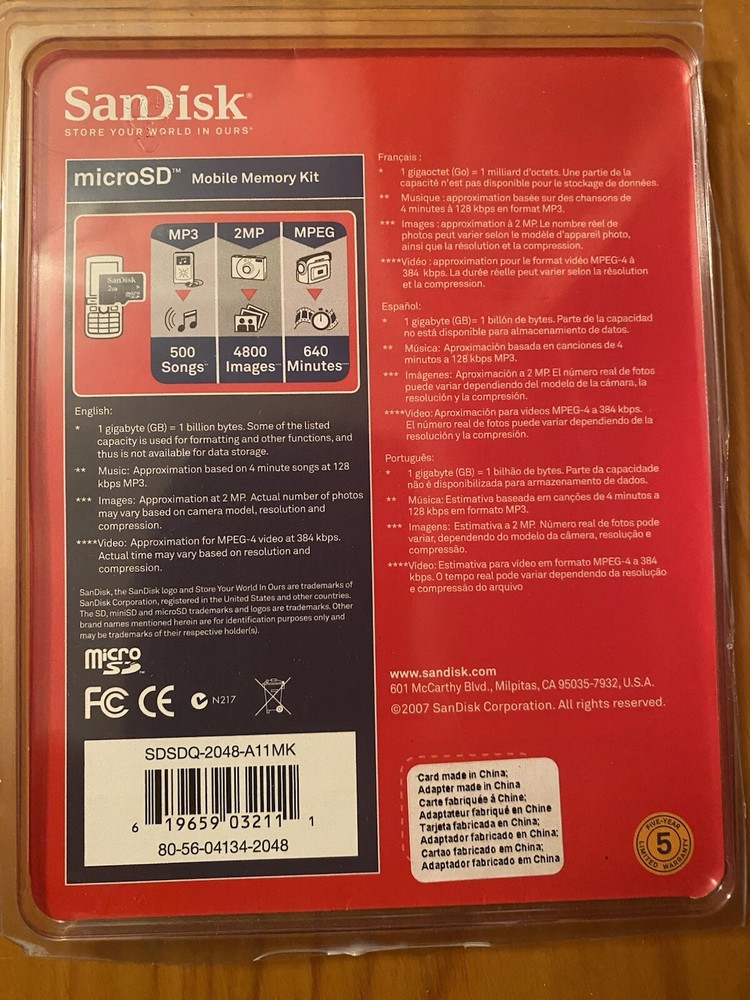 SanDisk®
STORE YOUR WORLD IN OURS®
microSD™ Mobile Memory Kit
MP3
2MP
MPEG
SanDisk
2GB
500
Songs**
4800
Images***
640
Minutes****
English:
* 1 gigabyte (GB) = 1 billion bytes. Some of the listed
capacity is used for formatting and other functions, and
thus is not available for data storage.
** Music: Approximation based on 4 minute songs at 128
kbps MP3.
*** Images: Approximation at 2 MP. Actual number of photos
may vary based on camera model, resolution and
compression.
****Video: Approximation for MPEG-4 video at 384 kbps.
Actual time may vary based on resolution and
compression.
SanDisk, the SanDisk logo and Store Your World In Ours are trademarks of
SanDisk Corporation, registered in the United States and other countries.
The SD, miniSD and microSD trademarks and logos are trademarks. Other
brand names mentioned herein are for identification purposes only and
may be trademarks of their respective holder(s).
micro
SD™
FC CE N217
SDSDQ-2048-A11MK
6 19659 03211 1
80-56-04134-2048
Français :
* 1 gigaoctet (Go) = 1 milliard d'octets. Une partie de la
capacité n'est pas disponible pour le stockage de données.
** Musique : approximation basée sur des chansons de
4 minutes à 128 kbps en format MP3.
*** Images : approximation à 2 MP. Le nombre réel de
photos peut varier selon le modèle d'appareil photo,
ainsi que la résolution et la compression.
****Vidéo : approximation pour le format vidéo MPEG-4 à
384 kbps. La durée réelle peut varier selon la résolution
et la compression.
Español:
* 1 gigabyte (GB)= 1 billón de bytes. Parte de la capacidad
no está disponible para almacenamiento de datos.
** Música: Aproximación basada en canciones de 4
minutos a 128 kbps MP3.
*** Imágenes: Aproximación a 2 MP. El número real de fotos
puede variar dependiendo del modelo de la cámara, la
resolución y la compresión.
****Video: Aproximación para videos MPEG-4 a 384 kbps.
El número real de fotos puede variar dependiendo de la
resolución y la compresión.
Português:
* 1 gigabyte (GB) = 1 bilhão de bytes. Parte da capacidade
não é disponibilizada para armazenamento de dados.
** Música: Estimativa baseada em canções de 4 minutos a
128 kbps em formato MP3.
*** Imagens: Estimativa a 2 MP. Número real de fotos pode
variar, dependendo do modelo da câmera, resolução e
compressão.
****Vídeo: Estimativa para vídeo em formato MPEG-4 a 384
kbps. O tempo real pode variar dependendo da resolução
e compressão do arquivo
www.sandisk.com
601 McCarthy Blvd., Milpitas, CA 95035-7932, U.S.A.
©2007 SanDisk Corporation. All rights reserved.
Card made in China;
Adapter made in China
Carte fabriquée á Chine;
Adaptateur fabriqué en Chine
Tarjeta fabricada en China;
Adaptador fabricado en China;
Cartao fabricado em China;
Adaptador fabricado em China
FIVE-YEAR
5
LIMITED WARRANTY